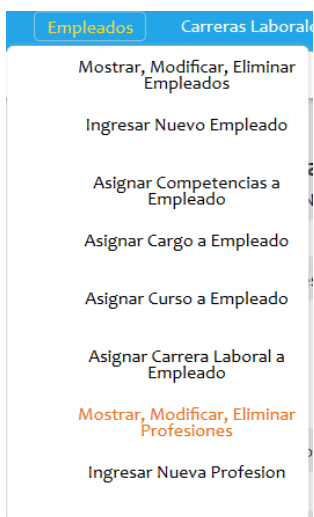 Empleados
Carreras
Mostrar, Modificar, Eliminar
Empleados
Ingresar Nuevo Empleado
Asignar Competencias a
Empleado
Asignar Cargo a Empleado
Asignar Curso a Empleado
Asignar Carrera Laboral a
Empleado
Mostrar, Modificar, Eliminar
Profesiones
Ingresar Nueva Profesion